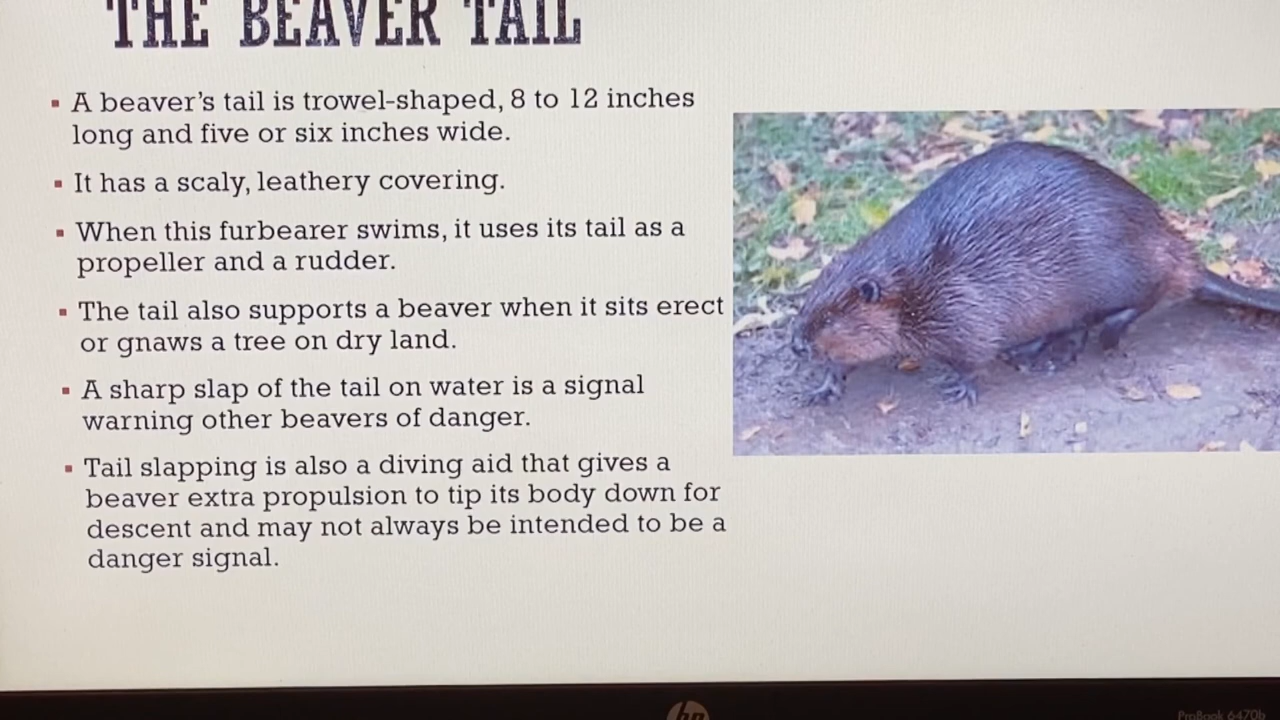 THE BEAVER TAIL
A beaver's tail is trowel-shaped, 8 to 12 inches
long and five or six inches wide.
It has a scaly, leathery covering.
When this furbearer swims, it uses its tail as a
propeller and a rudder.
The tail also supports a beaver when it sits erect
or gnaws a tree on dry land.
A sharp slap of the tail on water is a signal
warning other beavers of danger.
Tail slapping is also a diving aid that gives a
beaver extra propulsion to tip its body down for
descent and may not always be intended to be a
danger signal.
hp
ProBook 6470b